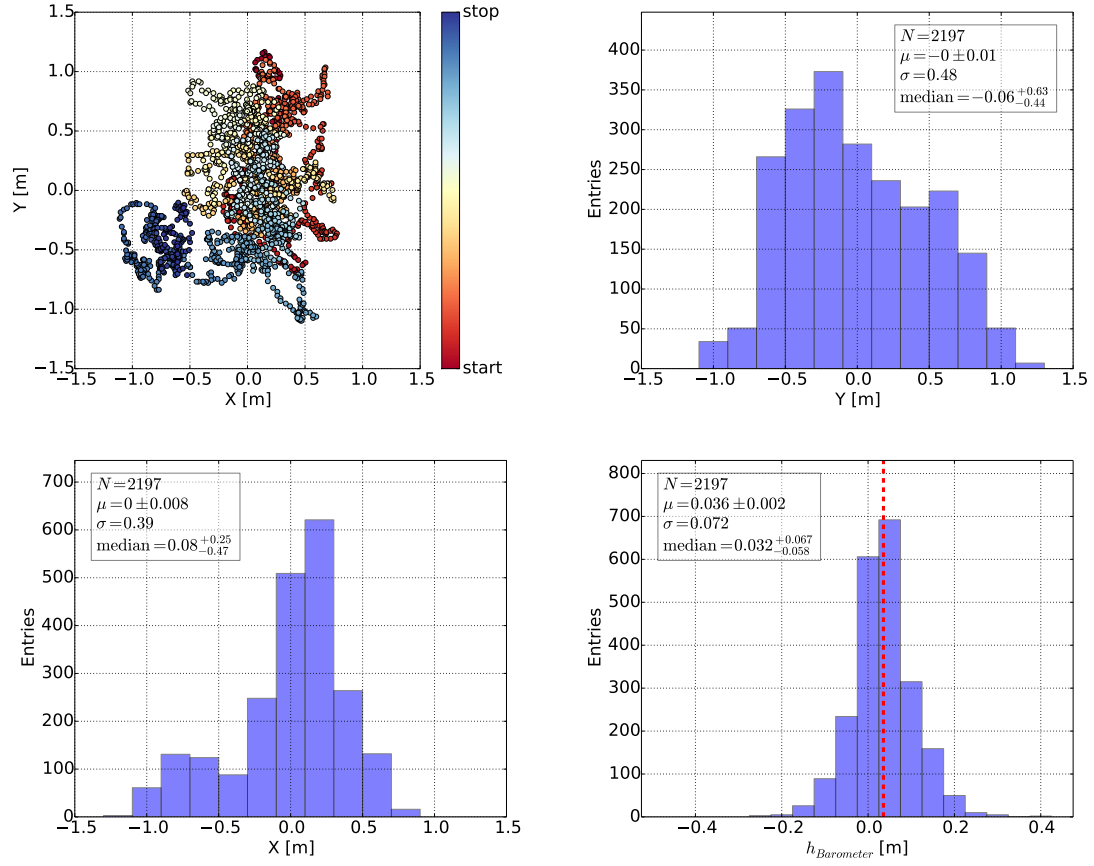 1.5
1.0
0.5
0.0
−0.5
−1.0
−1.5
Y [m]
−1.5 −1.0 −0.5 0.0 0.5 1.0 1.5
X [m]
stop
start
400
350
300
250
200
150
100
50
0
Entries
N = 2197
μ = −0 ± 0.01
σ = 0.48
median = −0.06 +0.63 −0.44
−1.5 −1.0 −0.5 0.0 0.5 1.0 1.5
Y [m]
700
600
500
400
300
200
100
0
Entries
N = 2197
μ = 0 ± 0.008
σ = 0.39
median = 0.08 +0.25 −0.47
−1.5 −1.0 −0.5 0.0 0.5 1.0 1.5
X [m]
800
700
600
500
400
300
200
100
0
Entries
N = 2197
μ = 0.036 ± 0.002
σ = 0.072
median = 0.032 +0.067 −0.058
−0.4 −0.2 0.0 0.2 0.4
h Barometer [m]